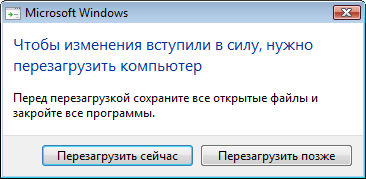 Microsoft Windows
Чтобы изменения вступили в силу, нужно
перезагрузить компьютер
Перед перезагрузкой сохраните все открытые файлы и
закройте все программы.
Перезагрузить сейчас
Перезагрузить позже